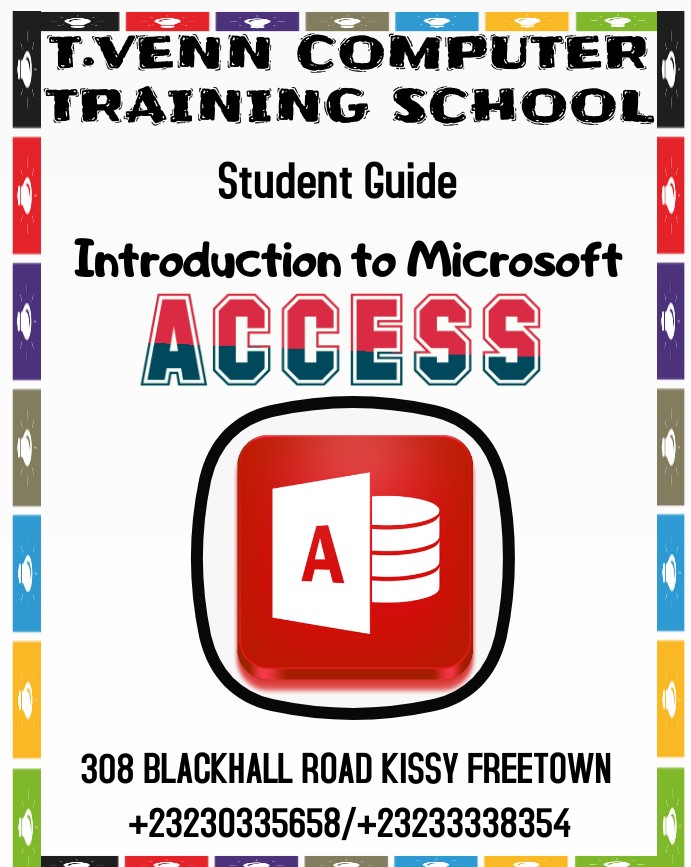 T.VENN COMPUTER
TRAINING SCHOOL
Student Guide
Introduction to Microsoft
ACCESS
A
308 BLACKHALL ROAD KISSY FREETOWN
+23230335658/+23233338354